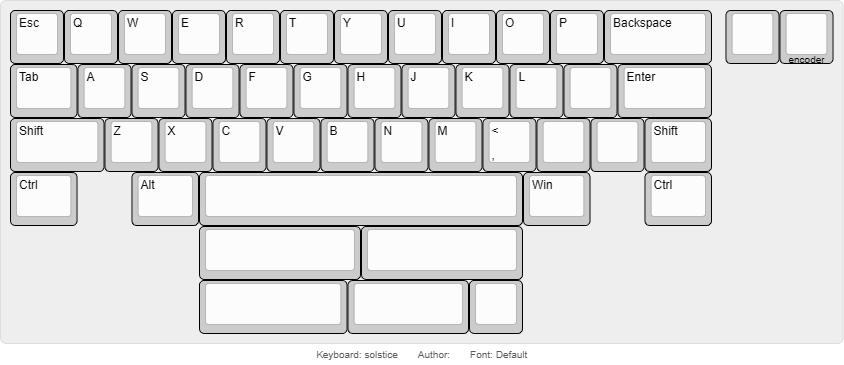 Esc Q W E R T Y U I O P Backspace
encoder
Tab A S D F G H J K L Enter
Shift Z X C V B N M < Shift
,
Ctrl Alt Win Ctrl
Keyboard: solstice Author: Font: Default